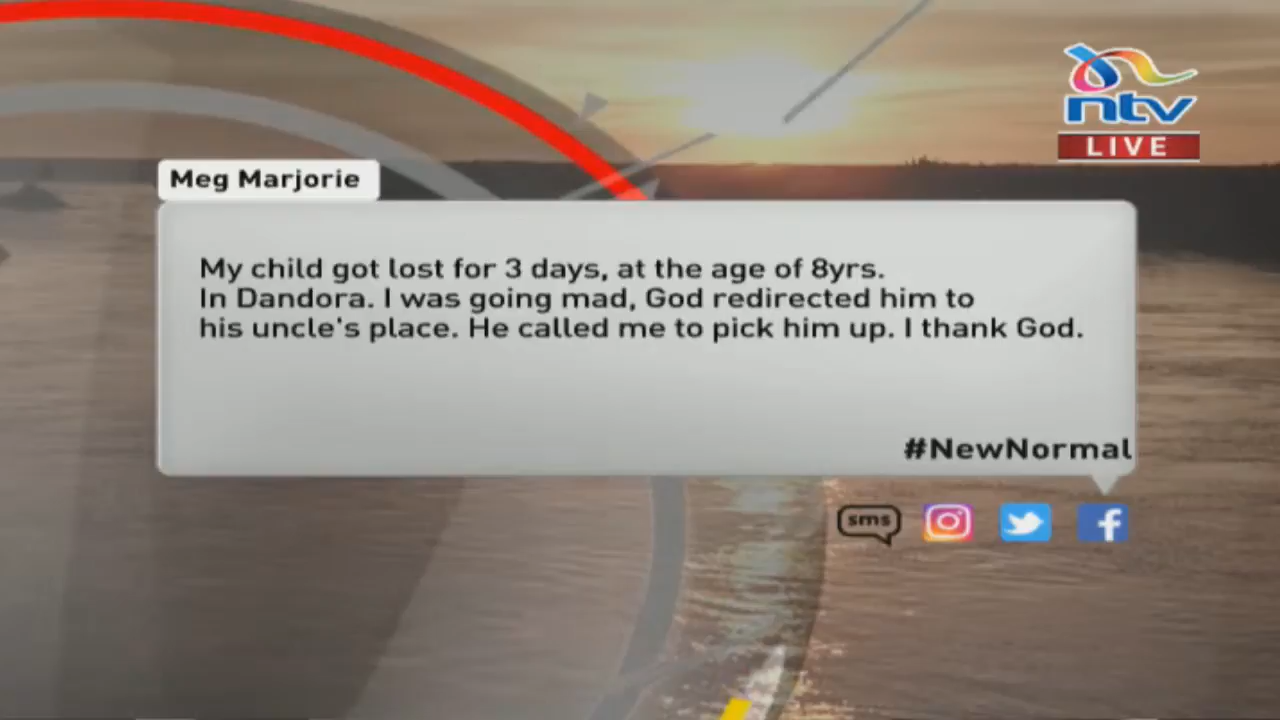 ntv
LIVE
Meg Marjorie
My child got lost for 3 days, at the age of 8yrs.
In Dandora. I was going mad, God redirected him to
his uncle's place. He called me to pick him up. I thank God.
#NewNormal
sms